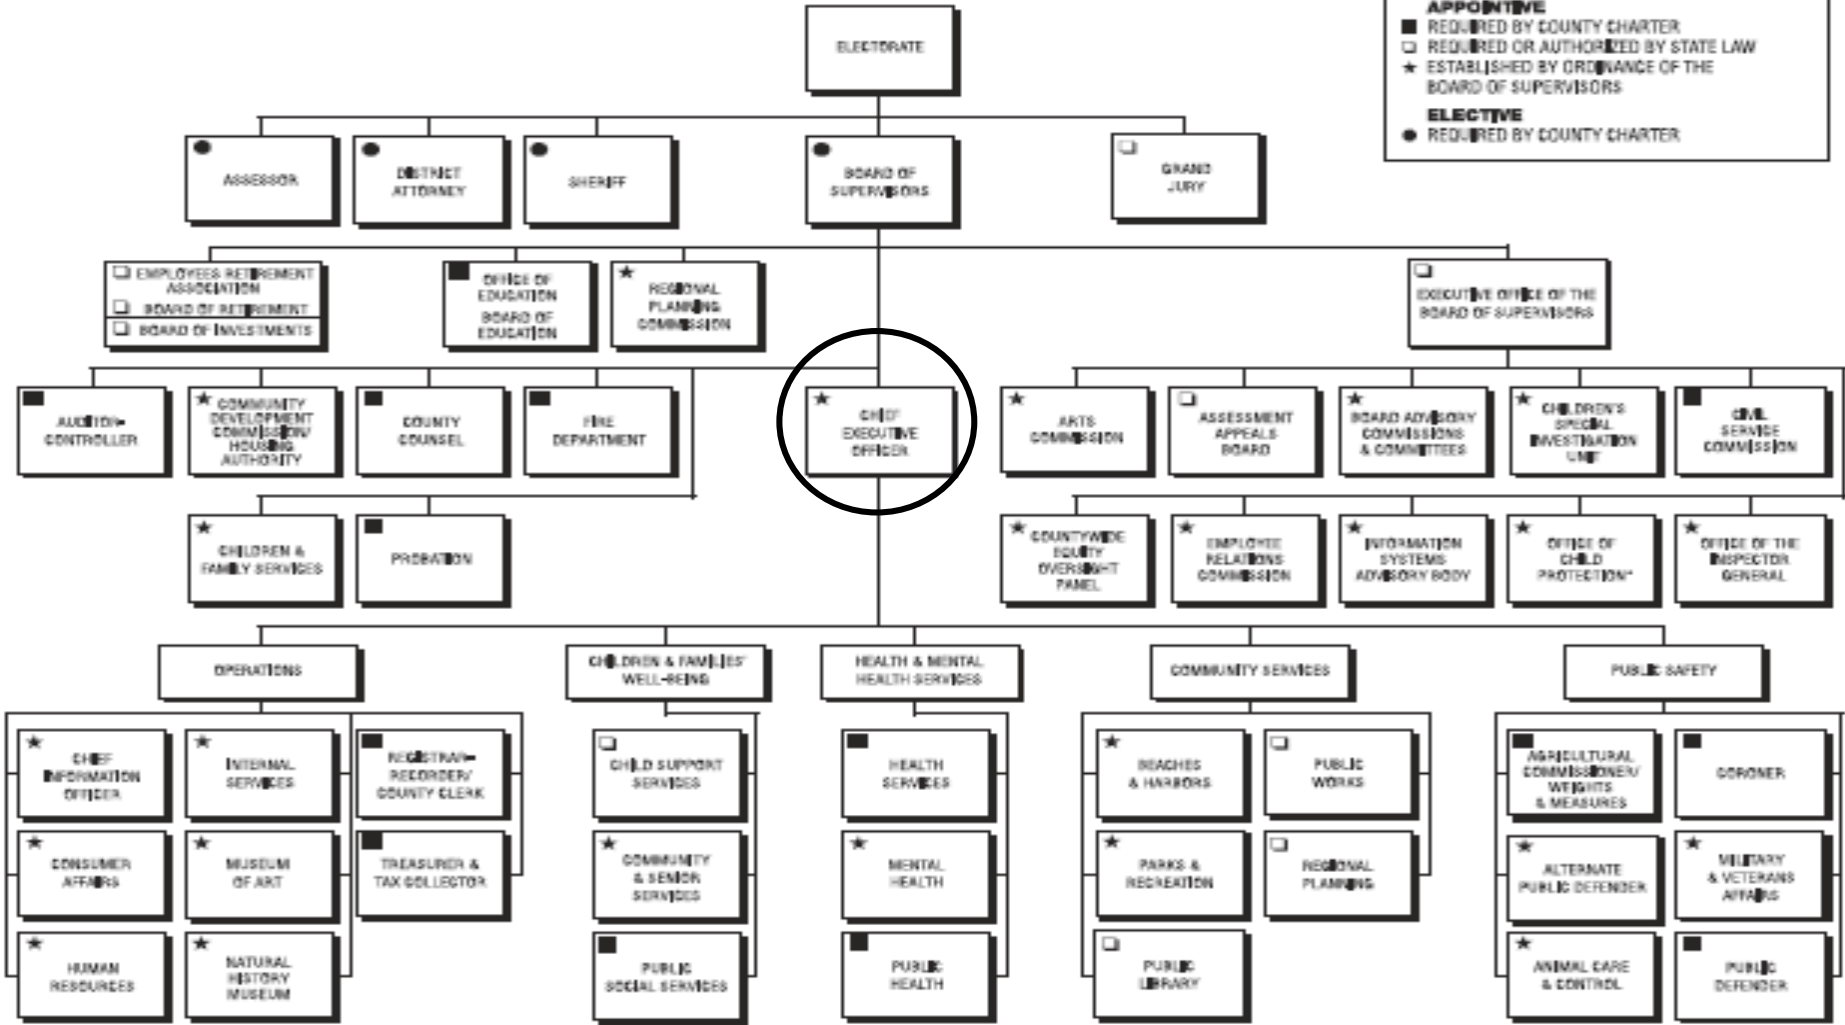 APPOINTIVE
REQUIRED BY COUNTY CHARTER
REQUIRED OR AUTHORIZED BY STATE LAW
ESTABLISHED BY ORDINANCE OF THE
BOARD OF SUPERVISORS
ELECTIVE
REQUIRED BY COUNTY CHARTER
ELECTORATE
ASSESSOR
DISTRICT
ATTORNEY
SHERIFF
BOARD OF
SUPERVISORS
GRAND
JURY
EMPLOYEES RETIREMENT
ASSOCIATION
BOARD OF RETIREMENT
BOARD OF INVESTMENTS
OFFICE OF
EDUCATION
BOARD OF
EDUCATION
REGIONAL
PLANNING
COMMISSION
EXECUTIVE OFFICE OF THE
BOARD OF SUPERVISORS
AUDITOR-
CONTROLLER
COMMUNITY
DEVELOPMENT
COMMISSION/
HOUSING
AUTHORITY
COUNTY
COUNSEL
FIRE
DEPARTMENT
CHIEF
EXECUTIVE
OFFICER
ARTS
COMMISSION
ASSESSMENT
APPEALS
BOARD
BOARD ADVISORY
COMMISSIONS
& COMMITTEES
CHILDREN'S
SPECIAL
INVESTIGATION
UNIT
CIVIL
SERVICE
COMMISSION
CHILDREN &
FAMILY SERVICES
PROBATION
COUNTYWIDE
EQUITY
OVERSIGHT
PANEL
EMPLOYEE
RELATIONS
COMMISSION
INFORMATION
SYSTEMS
ADVISORY BODY
OFFICE OF
CHILD
PROTECTION*
OFFICE OF THE
INSPECTOR
GENERAL
OPERATIONS
CHILDREN & FAMILIES'
WELL-BEING
HEALTH & MENTAL
HEALTH SERVICES
COMMUNITY SERVICES
PUBLIC SAFETY
CHIEF
INFORMATION
OFFICER
INTERNAL
SERVICES
REGISTRAR-
RECORDER/
COUNTY CLERK
CHILD SUPPORT
SERVICES
HEALTH
SERVICES
BEACHES
& HARBORS
PUBLIC
WORKS
AGRICULTURAL
COMMISSIONER/
WEIGHTS
& MEASURES
CORONER
CONSUMER
AFFAIRS
MUSEUM
OF ART
TREASURER &
TAX COLLECTOR
COMMUNITY
& SENIOR
SERVICES
MENTAL
HEALTH
PARKS &
RECREATION
REGIONAL
PLANNING
ALTERNATE
PUBLIC DEFENDER
MILITARY
& VETERANS
AFFAIRS
HUMAN
RESOURCES
NATURAL
HISTORY
MUSEUM
PUBLIC
SOCIAL SERVICES
PUBLIC
HEALTH
PUBLIC
LIBRARY
ANIMAL CARE
& CONTROL
PUBLIC
DEFENDER